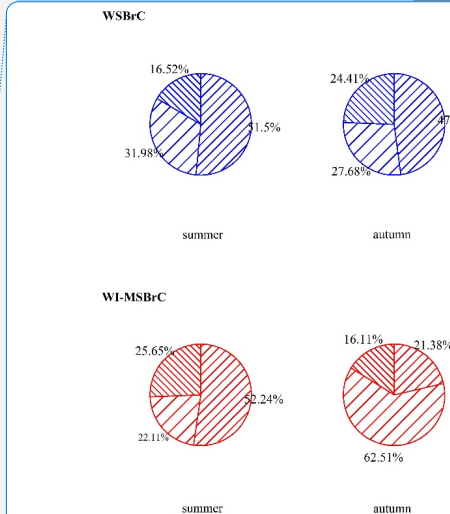 WSBrC
16.52%
24.41%
51.5%
47
31.98%
27.68%
summer
autumn
WI-MSBrC
16.11%
21.38%
25.65%
52.24%
22.11%
62.51%
summer
autumn